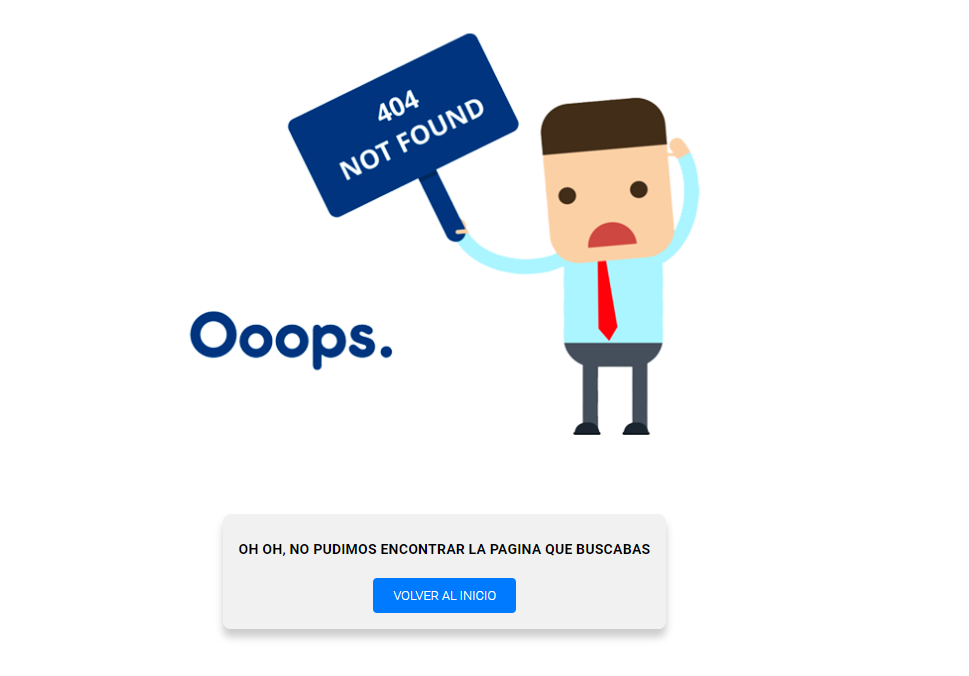 404
NOT FOUND
Ooops.
OH OH, NO PUDIMOS ENCONTRAR LA PAGINA QUE BUSCABAS
VOLVER AL INICIO